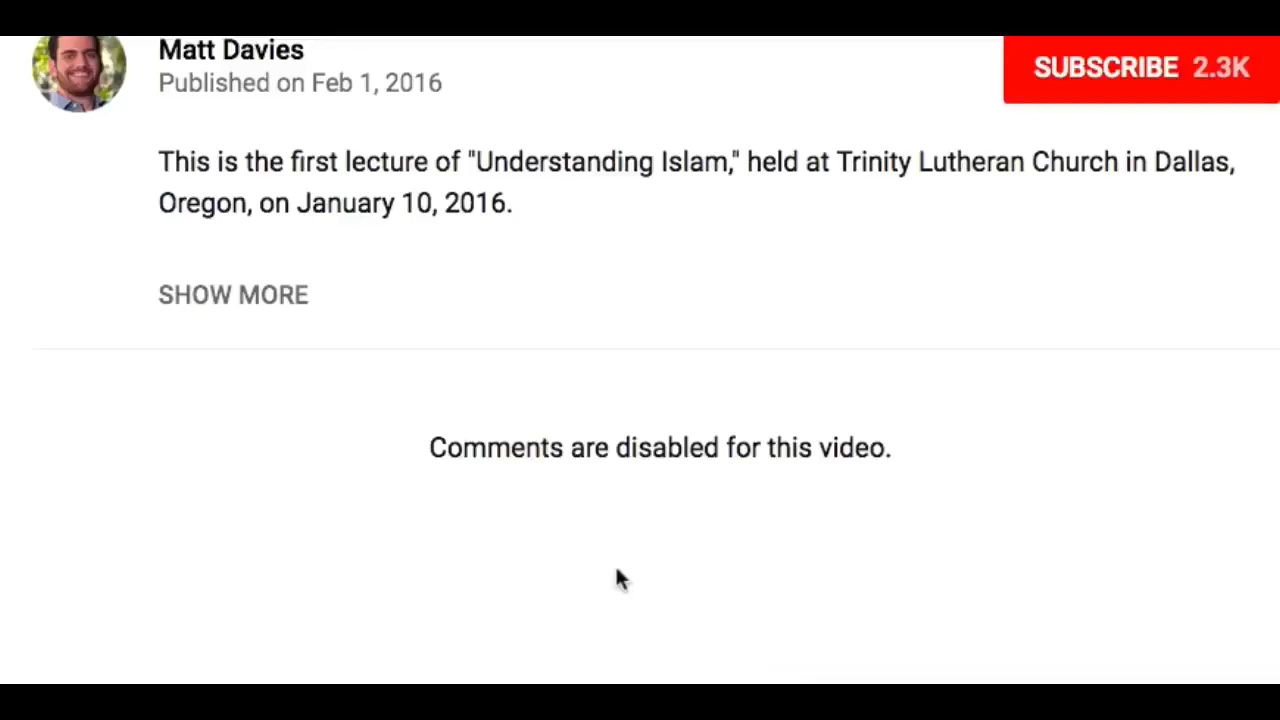 Matt Davies
Published on Feb 1, 2016
SUBSCRIBE 2.3K
This is the first lecture of "Understanding Islam," held at Trinity Lutheran Church in Dallas,
Oregon, on January 10, 2016.
SHOW MORE
Comments are disabled for this video.